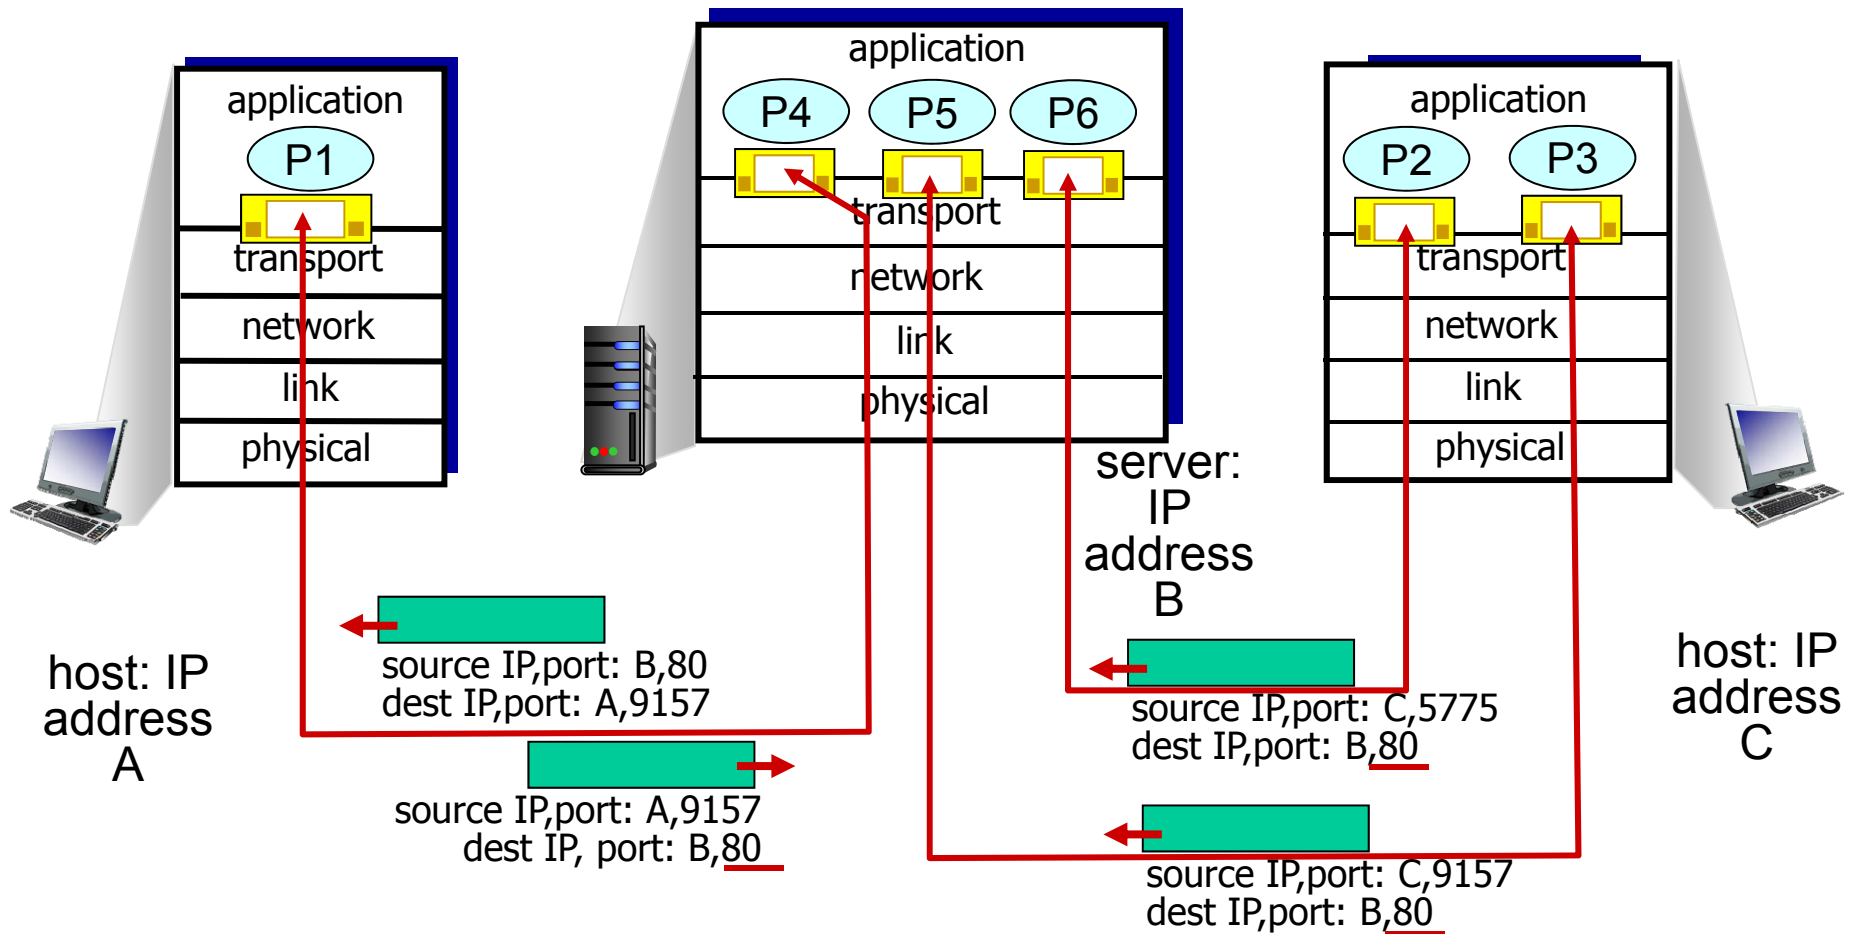 application
P1
transport
network
link
physical
application
P4
P5
P6
transport
network
link
physical
application
P2
P3
transport
network
link
physical
server:
IP
address
B
host: IP
address
A
source IP,port: B,80
dest IP,port: A,9157
source IP,port: A,9157
dest IP, port: B,80
source IP,port: C,5775
dest IP,port: B,80
source IP,port: C,9157
dest IP,port: B,80
host: IP
address
C